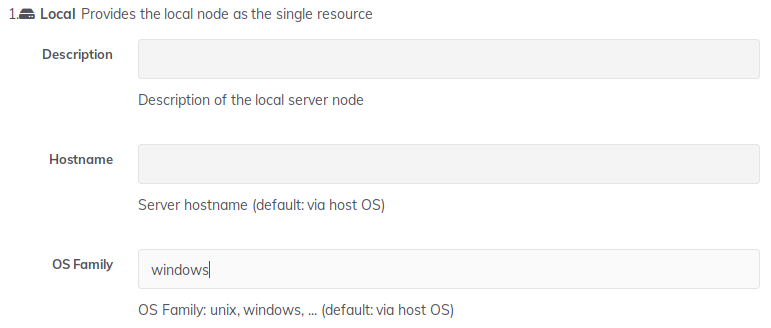 1. Local Provides the local node as the single resource
Description
Description of the local server node
Hostname
Server hostname (default: via host OS)
OS Family
windows
OS Family: unix, windows, ... (default: via host OS)